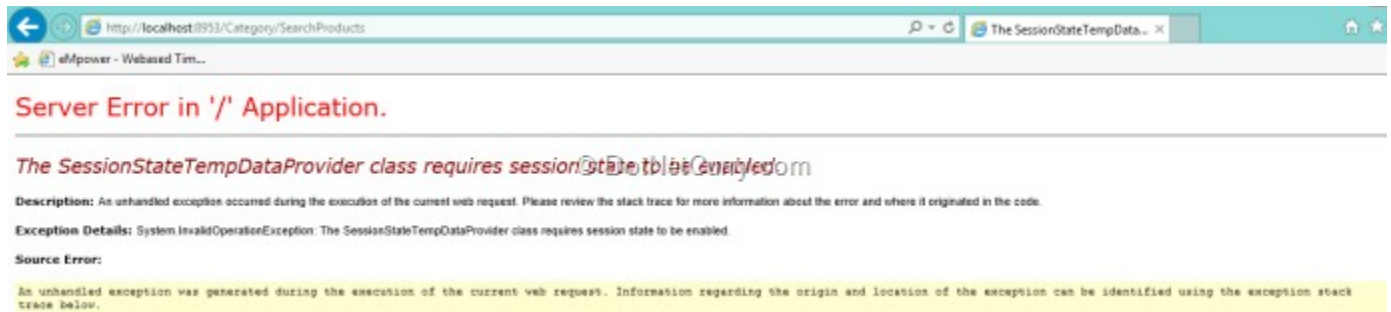 http://localhost:8953/Category/SearchProducts
The SessionStateTempData...
eMpower - Webased Tim...
Server Error in '/' Application.
The SessionStateTempDataProvider class requires session state to be enabled.
Description: An unhandled exception occurred during the execution of the current web request. Please review the stack trace for more information about the error and where it originated in the code.
Exception Details: System.InvalidOperationException: The SessionStateTempDataProvider class requires session state to be enabled.
Source Error:
An unhandled exception was generated during the execution of the current web request. Information regarding the origin and location of the exception can be identified using the exception stack
trace below.